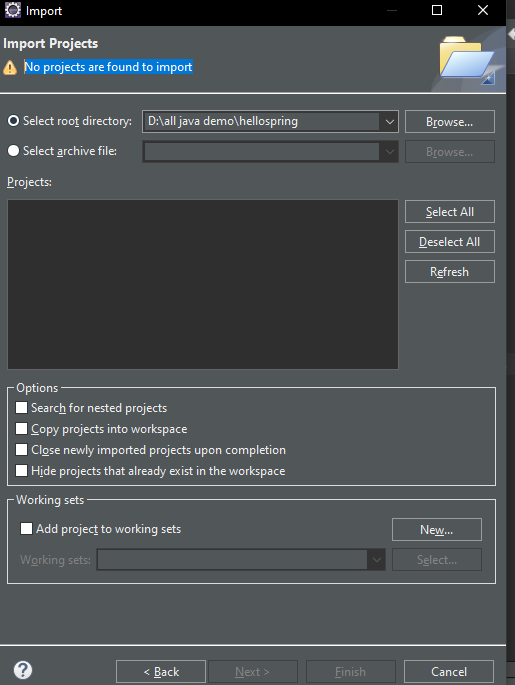 Import
Import Projects
No projects are found to import
Select root directory: D:\all java demo\hellospring Browse...
Select archive file: Browse...
Projects:
Select All
Deselect All
Refresh
Options
Search for nested projects
Copy projects into workspace
Close newly imported projects upon completion
Hide projects that already exist in the workspace
Working sets
Add project to working sets New...
Working sets: Select...
? < Back Next > Finish Cancel